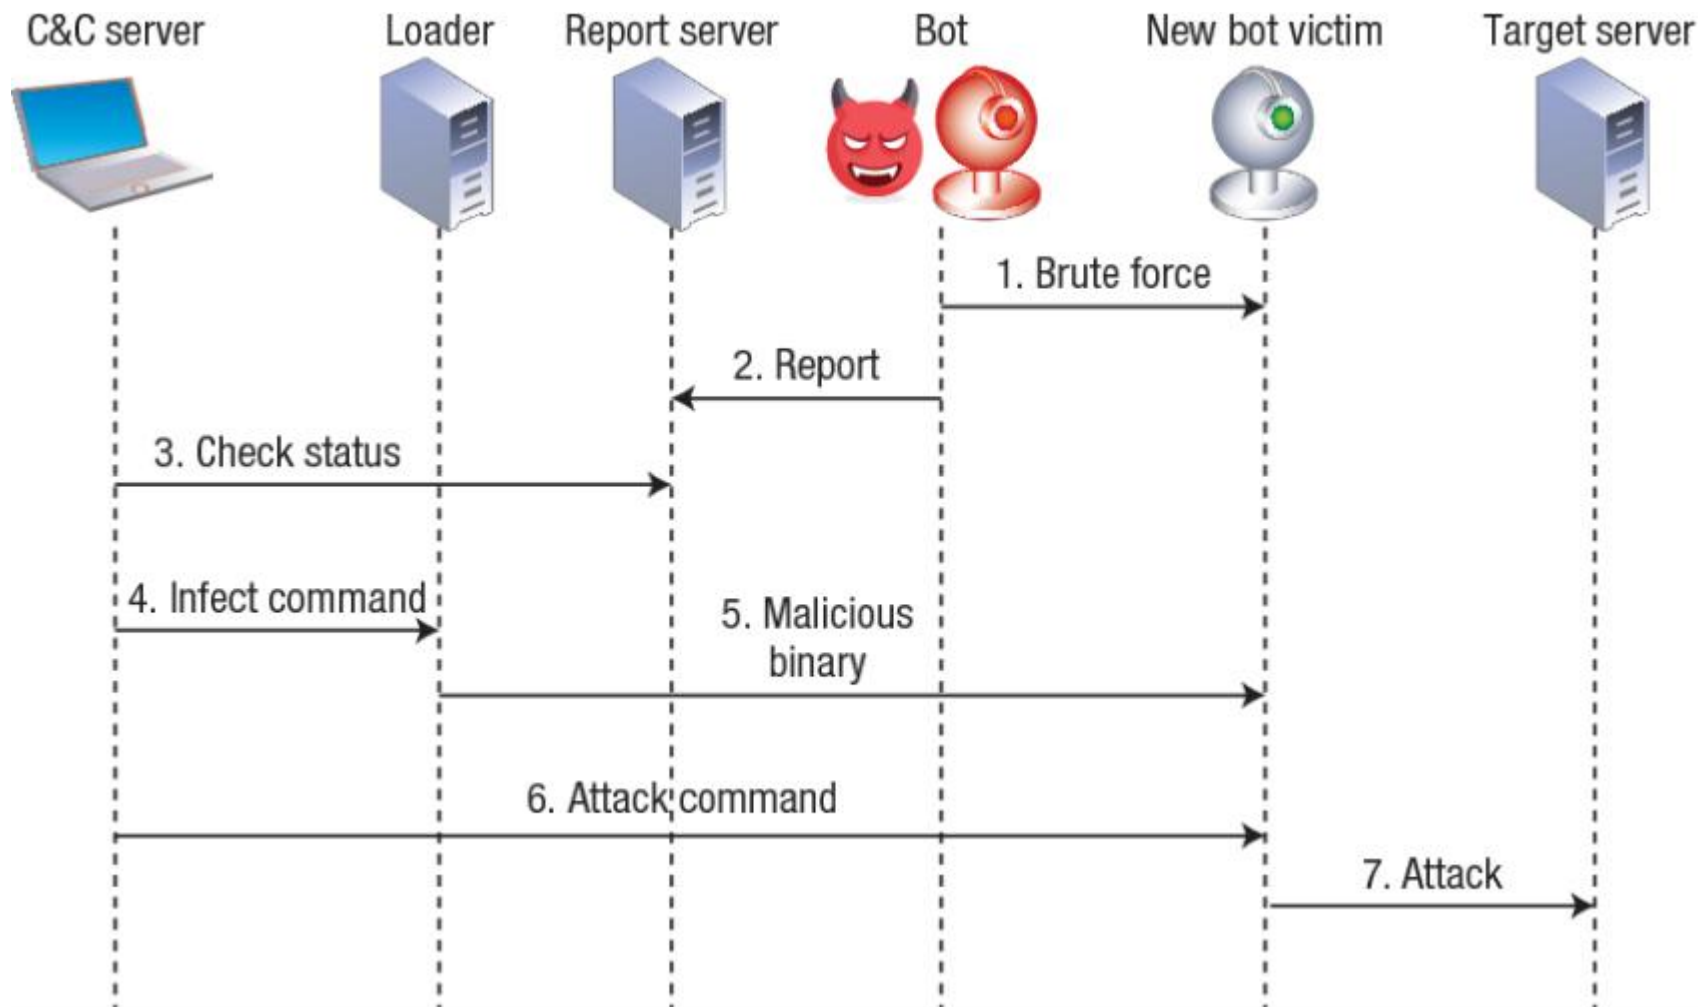 C&C server
Loader
Report server
Bot
New bot victim
Target server
1. Brute force
2. Report
3. Check status
4. Infect command
5. Malicious
binary
6. Attack command
7. Attack